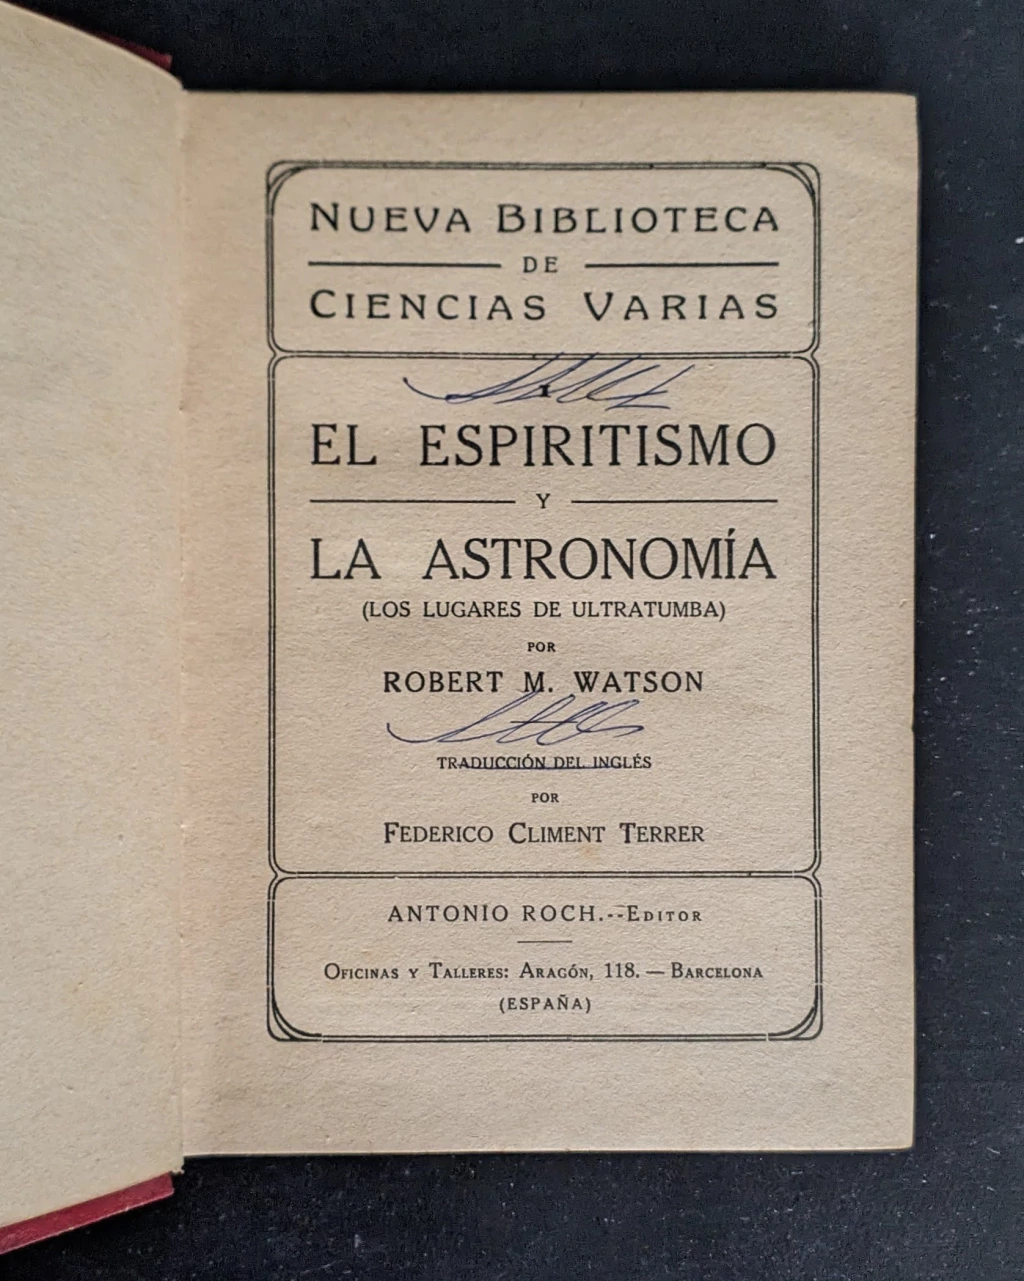 NUEVA BIBLIOTECA
DE
CIENCIAS VARIAS
I
EL ESPIRITISMO
Y
LA ASTRONOMÍA
(LOS LUGARES DE ULTRATUMBA)
POR
ROBERT M. WATSON
TRADUCCIÓN DEL INGLÉS
POR
FEDERICO CLIMENT TERRER
ANTONIO ROCH.--EDITOR
OFICINAS Y TALLERES: ARAGÓN, 118. — BARCELONA
(ESPAÑA)